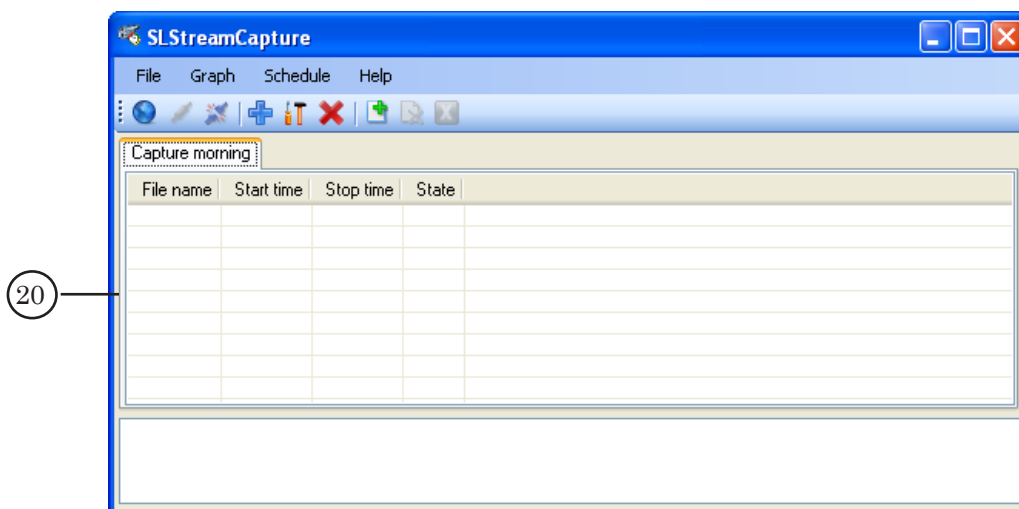 SLStreamCapture
File Graph Schedule Help
Capture morning
File name Start time Stop time State
20